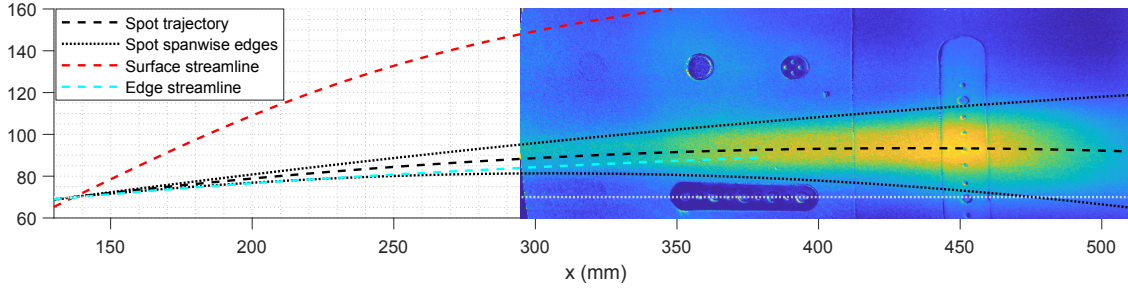 160
140
120
100
80
60
Spot trajectory
Spot spanwise edges
Surface streamline
Edge streamline
150 200 250 300 350 400 450 500
x (mm)